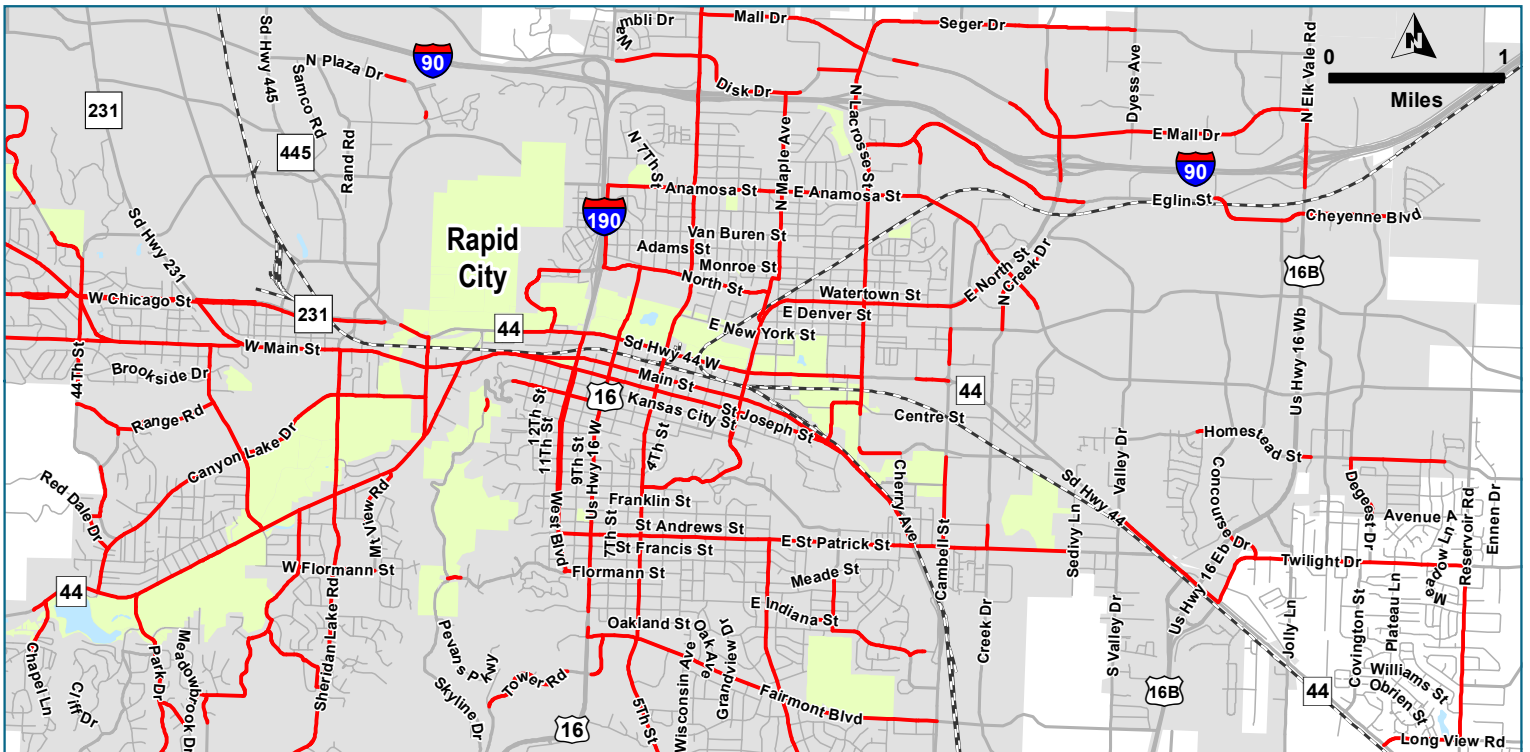 Wambli Dr
Mall Dr
Seger Dr
Sd Hwy 445
N Plaza Dr
90
Samco Rd
Rand Rd
231
445
Disk Dr
N Lacrosse St
Dyess Ave
N Elk Vale Rd
N
0
1
Miles
E Mall Dr
90
N 7Th St
N Maple Ave
Anamosa St
E Anamosa St
Eglin St
Cheyenne Blvd
190
Sd Hwy 231
Rapid
City
Van Buren St
Adams St
Monroe St
North St
E North St
N Creek Dr
16B
W Chicago St
231
44
Watertown St
E Denver St
E New York St
Sd Hwy 44 W
W Main St
Us Hwy 16 Wb
44Th St
Brookside Dr
Main St
16
44
Kansas City St
St Joseph St
Centre St
Range Rd
Canyon Lake Dr
12Th St
11Th St
9Th St
Us Hwy 16 W
4Th St
Homestead St
Valley Dr
Concourse Dr
Sd Hwy 44
Cherry Ave
Red Dale Dr
Mt View Rd
West Blvd
Franklin St
7Th St
St Andrews St
St Francis St
E St Patrick St
Campbell St
Sedivy Ln
Degeest Dr
Avenue A
Meadow Ln
Reservoir Rd
Ennen Dr
Twilight Dr
W Flormann St
Flormann St
Meade St
44
Us Hwy 16 Eb
Sheridan Lake Rd
E Indiana St
Oakland St
Creek Dr
S Valley Dr
Jolly Ln
Covington St
Plateau Ln
Chapel Ln
Cliff Dr
Park Dr
Meadowbrook Dr
Pevans Pkwy
Skyline Dr
Tower Rd
5Th St
Wisconsin Ave
Oak Ave
Grandview Dr
Fairmont Blvd
16
16B
44
Williams St
Obrien St
Long View Rd